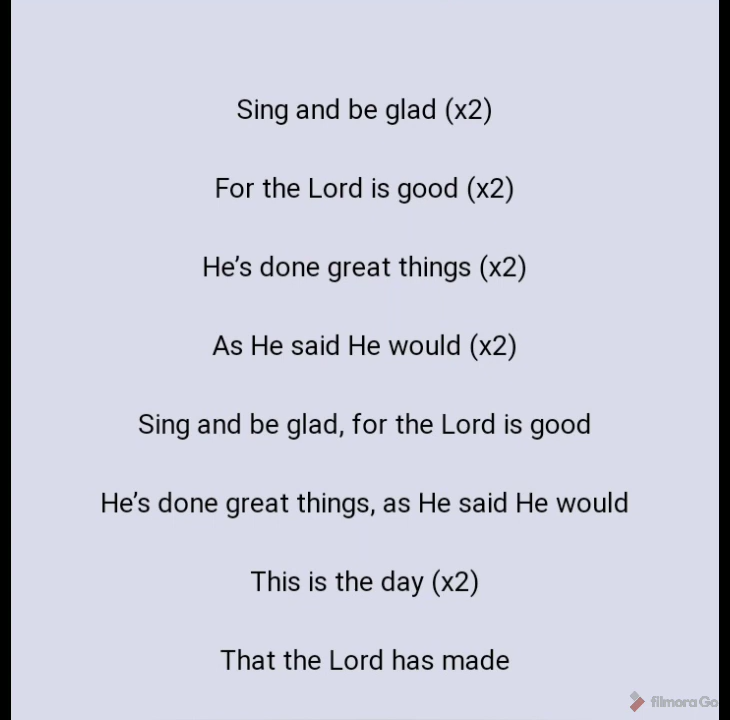 Sing and be glad (x2)
For the Lord is good (x2)
He’s done great things (x2)
As He said He would (x2)
Sing and be glad, for the Lord is good
He’s done great things, as He said He would
This is the day (x2)
That the Lord has made
filmora Go